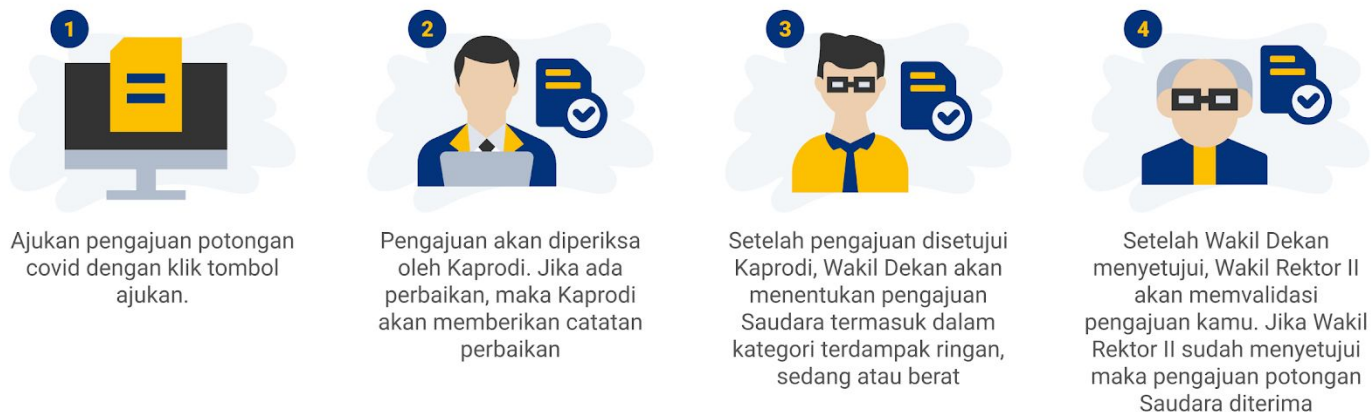 1
Ajukan pengajuan potongan
covid dengan klik tombol
ajukan.
2
Pengajuan akan diperiksa
oleh Kaprodi. Jika ada
perbaikan, maka Kaprodi
akan memberikan catatan
perbaikan
3
Setelah pengajuan disetujui
Kaprodi, Wakil Dekan akan
menentukan pengajuan
Saudara termasuk dalam
kategori terdampak ringan,
sedang atau berat
4
Setelah Wakil Dekan
menyetujui, Wakil Rektor II
akan memvalidasi
pengajuan kamu. Jika Wakil
Rektor II sudah menyetujui
maka pengajuan potongan
Saudara diterima